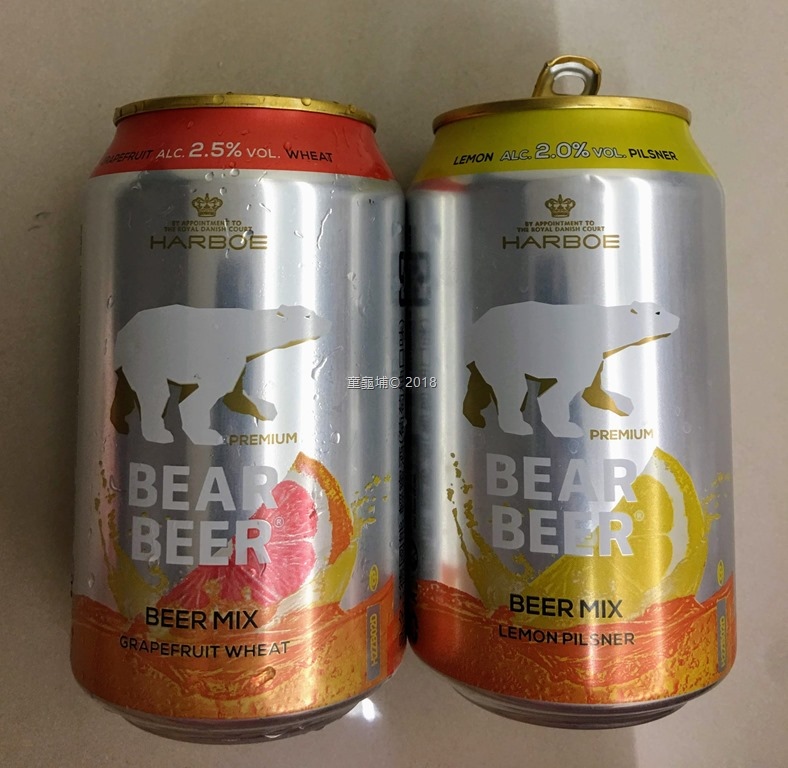 GRAPEFRUIT ALC. 2.5% VOL. WHEAT
BY APPOINTMENT TO
THE ROYAL DANISH COURT
HARBOE
PREMIUM
BEAR
BEER®
BEER MIX
GRAPEFRUIT WHEAT
LEMON ALC. 2.0% VOL. PILSNER
BY APPOINTMENT TO
THE ROYAL DANISH COURT
HARBOE
PREMIUM
BEAR
BEER®
BEER MIX
LEMON PILSNER
童龜埔© 2018